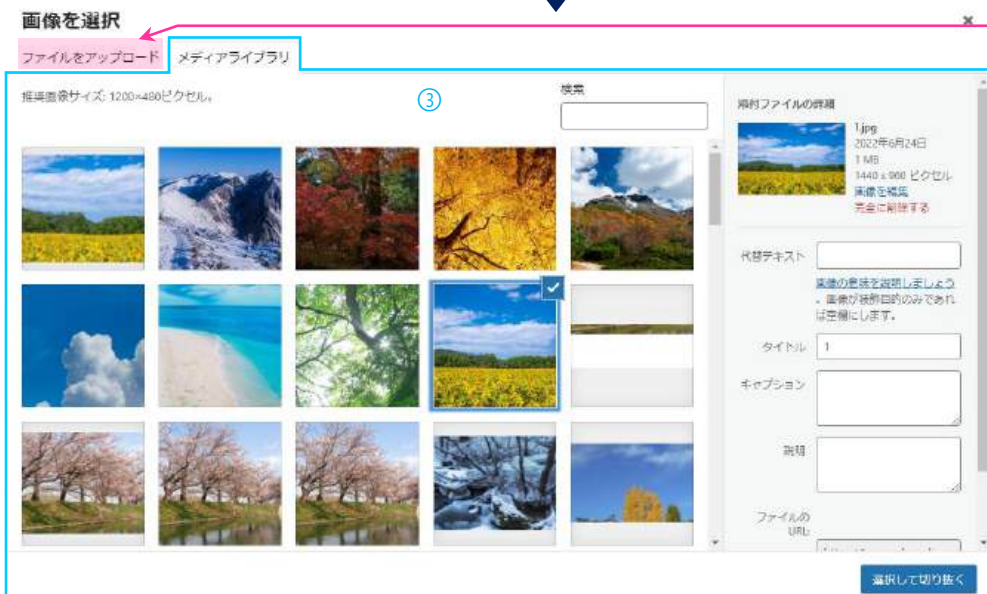 画像を選択
×
ファイルをアップロード
メディアライブラリ
推奨画像サイズ: 1200×480ピクセル。
③
検索
添付ファイルの詳細
1.jpg
2022年6月24日
1 MB
1440 x 960 ピクセル
画像を編集
完全に削除する
代替テキスト
画像の意味を説明しましょう
。画像が装飾目的のみであれ
ば空欄にします。
タイトル
1
キャプション
説明
ファイルの
URL:
選択して切り抜く